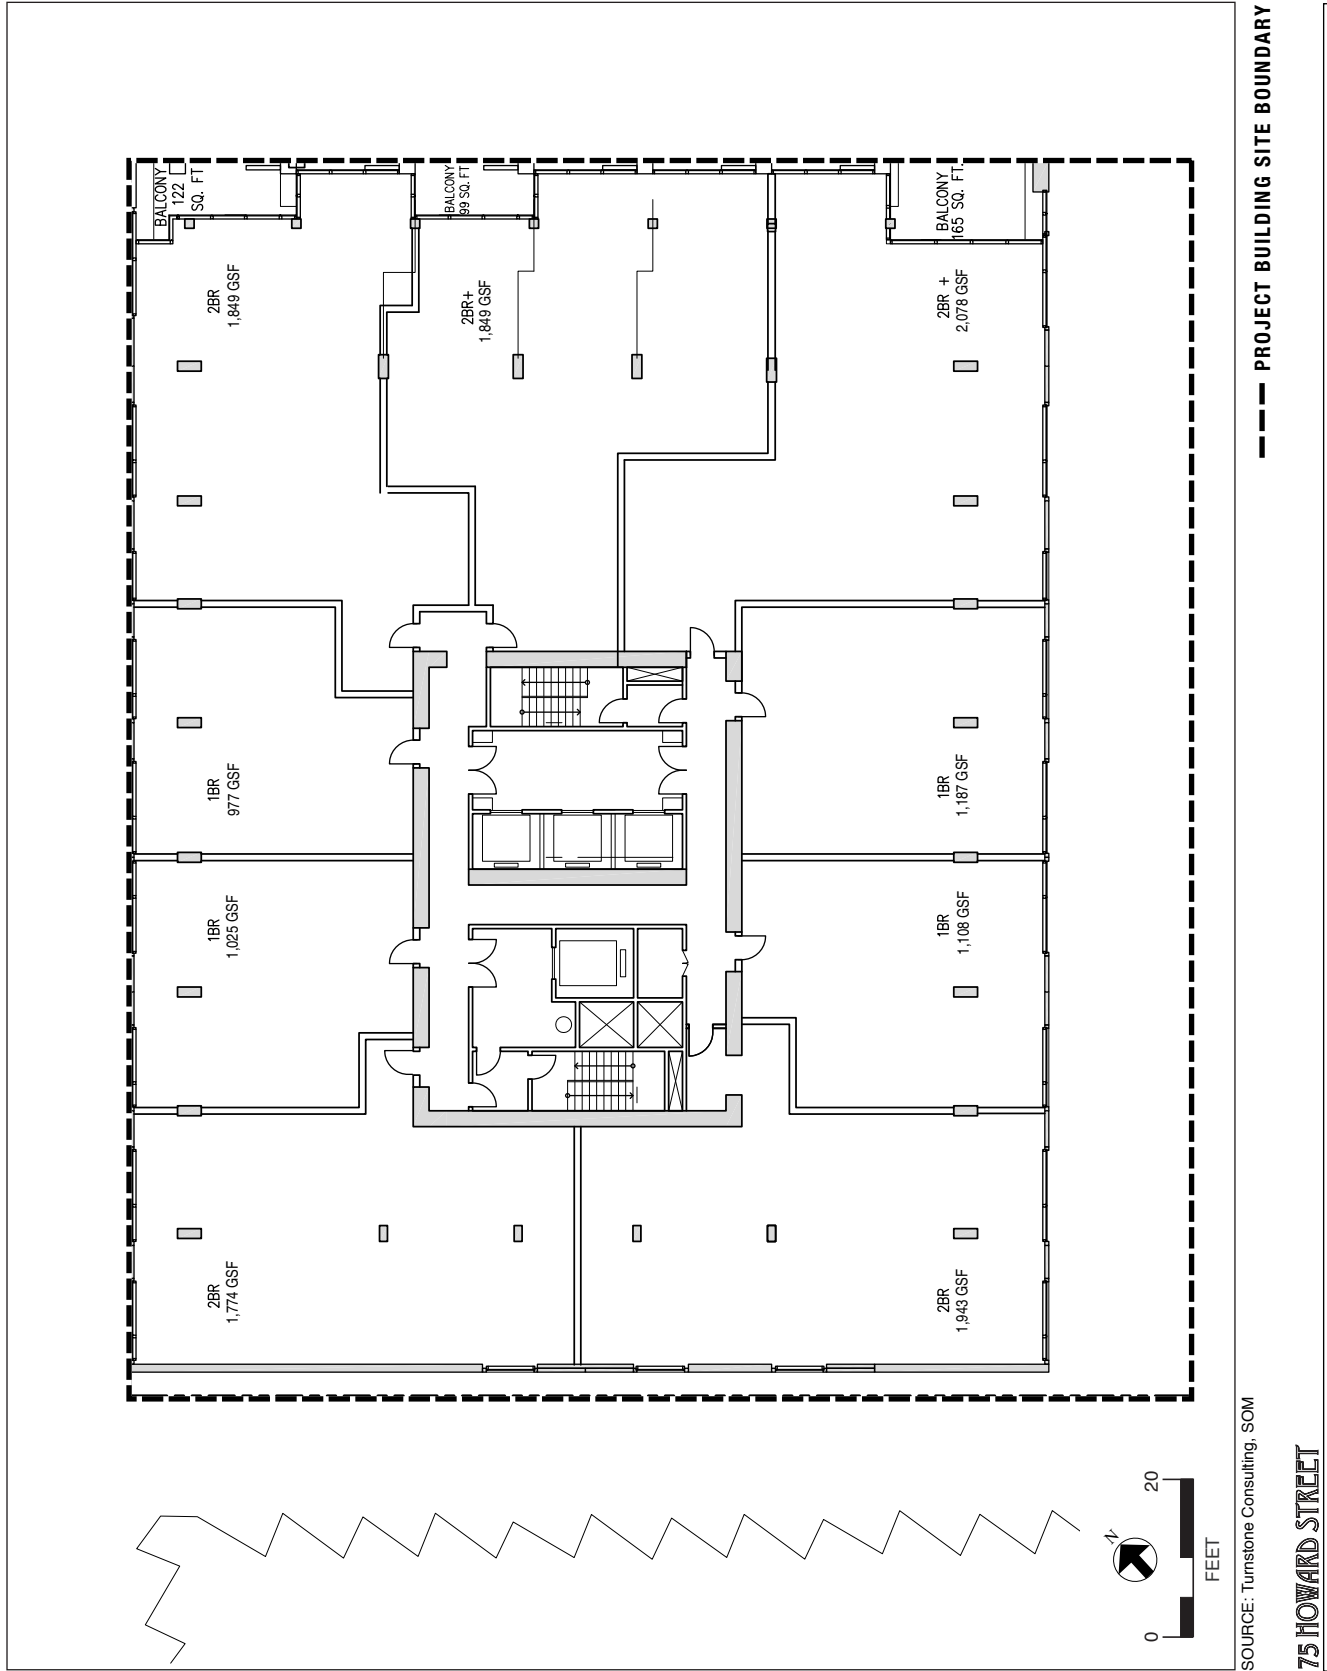 BALCONY
122
SQ. FT.
BALCONY
99 SQ. FT.
BALCONY
165 SQ. FT.
2BR
1,849 GSF
2BR+
1,849 GSF
2BR +
2,078 GSF
1BR
977 GSF
1BR
1,187 GSF
1BR
1,025 GSF
1BR
1,108 GSF
2BR
1,774 GSF
2BR
1,943 GSF
N
0
20
FEET
PROJECT BUILDING SITE BOUNDARY
SOURCE: Turnstone Consulting, SOM
75 HOWARD STREET